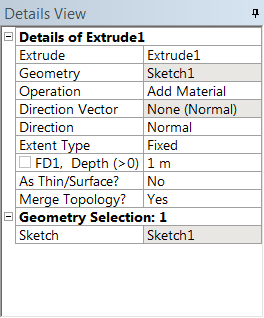 Details View
Details of Extrude1
Extrude Extrude1
Geometry Sketch1
Operation Add Material
Direction Vector None (Normal)
Direction Normal
Extent Type Fixed
FD1, Depth (>0) 1 m
As Thin/Surface? No
Merge Topology? Yes
Geometry Selection: 1
Sketch Sketch1